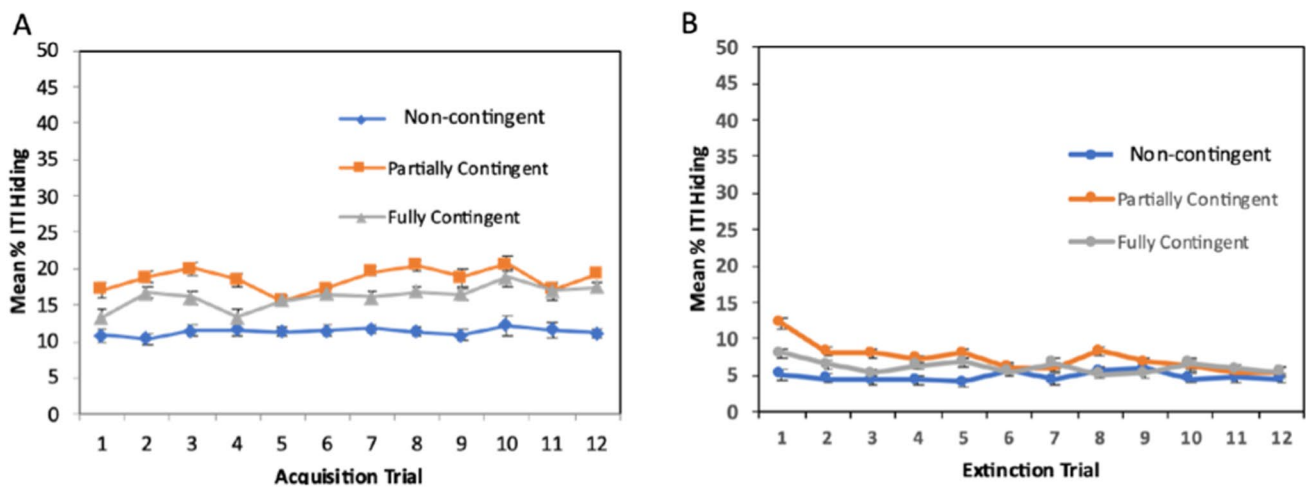 A
Mean % ITI Hiding
50
45
40
35
30
25
20
15
10
5
0
Non-contingent
Partially Contingent
Fully Contingent
1 2 3 4 5 6 7 8 9 10 11 12
Acquisition Trial
B
Mean % ITI Hiding
50
45
40
35
30
25
20
15
10
5
0
Non-contingent
Partially Contingent
Fully Contingent
1 2 3 4 5 6 7 8 9 10 11 12
Extinction Trial